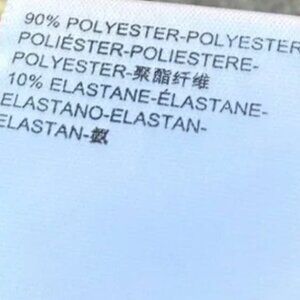 90% POLYESTER-POLYESTER
POLIÉSTER-POLIESTERE-
POLYESTER-聚酯纤维
10% ELASTANE-ÉLASTANE-
ELASTANO-ELASTAN-
ELASTAN-氨